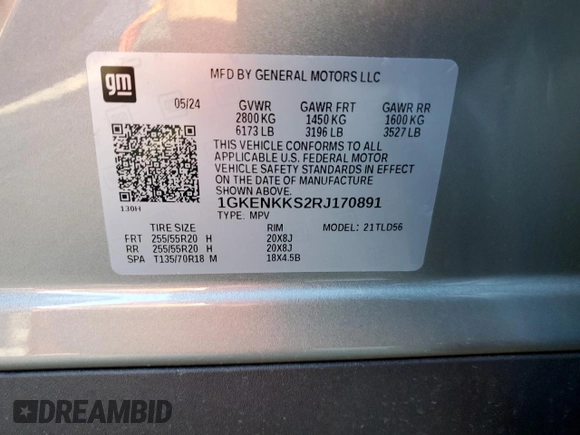 gm
MFD BY GENERAL MOTORS LLC
05/24 GVWR GAWR FRT GAWR RR
2800 KG 1450 KG 1600 KG
6173 LB 3196 LB 3527 LB
THIS VEHICLE CONFORMS TO ALL
APPLICABLE U.S. FEDERAL MOTOR
VEHICLE SAFETY STANDARDS IN EFFECT
ON THE DATE OF MANUFACTURE
SHOWN ABOVE.
130H 1GKENKKS2RJ170891
TYPE: MPV
TIRE SIZE RIM MODEL: 21TLD56
FRT 255/55R20 H 20X8J
RR 255/55R20 H 20X8J
SPA T135/70R18 M 18X4.5B
DREAMBID